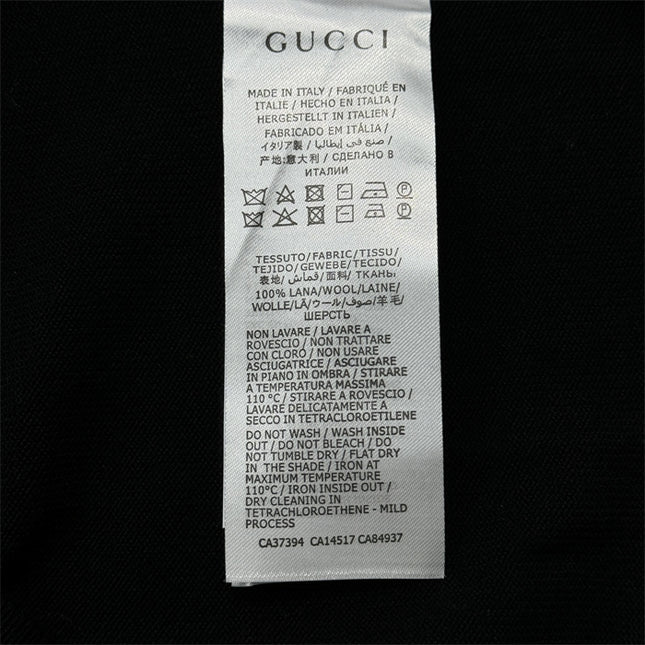 GUCCI
MADE IN ITALY / FABRIQUÉ EN
ITALIE / HECHO EN ITALIA /
HERGESTELLT IN ITALIEN /
FABRICADO EM ITÁLIA /
イタリア製 / صنع في إيطاليا /
产地:意大利 / СДЕЛАНО В
ИТАЛИИ
P
P
TESSUTO/FABRIC/TISSU/
TEJIDO/GEWEBE/TECIDO/
表地/قماش/面料/ ТКАНЬ
100% LANA/WOOL/LAINE/
WOLLE/LÃ/ウール/صوف/羊毛/
ШЕРСТЬ
NON LAVARE / LAVARE A
ROVESCIO / NON TRATTARE
CON CLORO / NON USARE
ASCIUGATRICE / ASCIUGARE
IN PIANO IN OMBRA / STIRARE
A TEMPERATURA MASSIMA
110 °C / STIRARE A ROVESCIO /
LAVARE DELICATAMENTE A
SECCO IN TETRACLOROETILENE
DO NOT WASH / WASH INSIDE
OUT / DO NOT BLEACH / DO
NOT TUMBLE DRY / FLAT DRY
IN THE SHADE / IRON AT
MAXIMUM TEMPERATURE
110°C / IRON INSIDE OUT /
DRY CLEANING IN
TETRACHLOROETHENE - MILD
PROCESS
CA37394 CA14517 CA84937